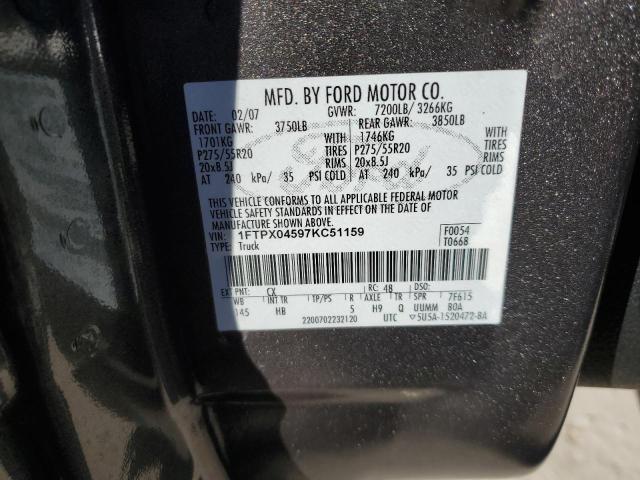 MFD. BY FORD MOTOR CO.
DATE: 02/07 GVWR: 7200LB/ 3266KG
FRONT GAWR: 3750LB REAR GAWR: 3850LB
1701KG WITH 1746KG WITH
P275/55R20 TIRES P275/55R20 TIRES
20x8.5J RIMS 20x8.5J RIMS
AT 240 kPa/ 35 PSI COLD AT 240 kPa/ 35 PSI COLD
Ford
THIS VEHICLE CONFORMS TO ALL APPLICABLE FEDERAL MOTOR
VEHICLE SAFETY STANDARDS IN EFFECT ON THE DATE OF
MANUFACTURE SHOWN ABOVE.
VIN: 1FTPX04597KC51159 F0054
TYPE: Truck T0668
EXT PNT: CX RC: 48 DSO:
WB INT TR TP/PS R AXLE TR SPR 7F615
145 HB 5 H9 Q UUMM 80A
2200702232120 UTC ▽5U5A-1520472-BA